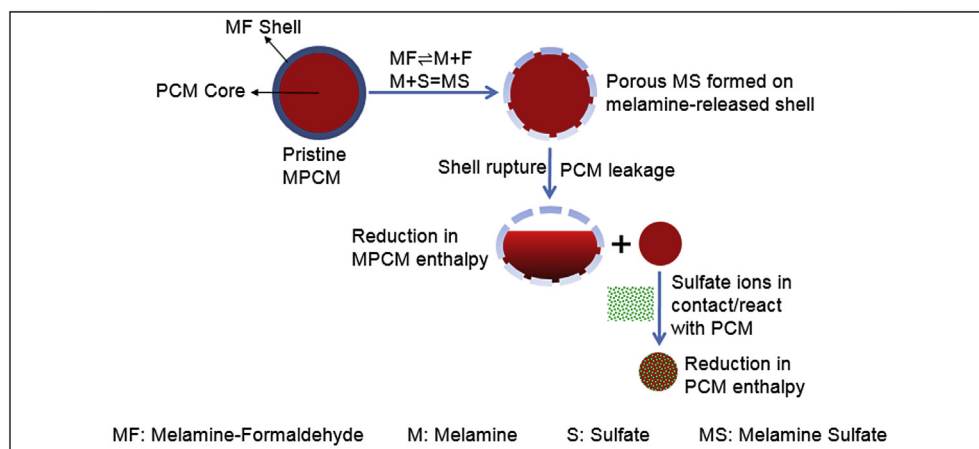 MF Shell
PCM Core
Pristine
MPCM
MF⇌M+F
M+S=MS
Porous MS formed on
melamine-released shell
Shell rupture
PCM leakage
Reduction in
MPCM enthalpy
+
Sulfate ions in
contact/react
with PCM
Reduction in
PCM enthalpy
MF: Melamine-Formaldehyde M: Melamine S: Sulfate MS: Melamine Sulfate